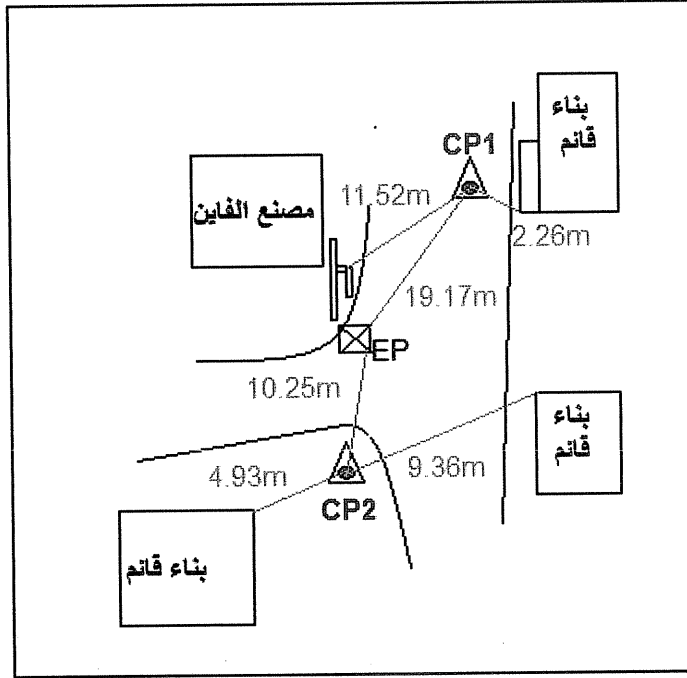 بناء
قائم
CP1
مصنع الفاين
11.52m
2.26m
19.17m
EP
10.25m
بناء
قائم
4.93m
9.36m
CP2
بناء قائم